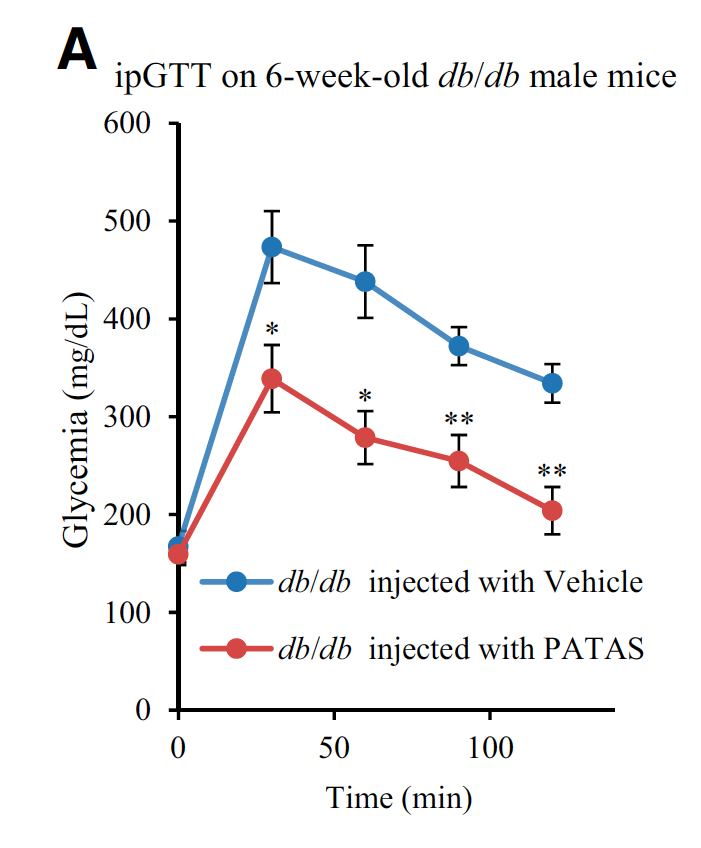 A
ipGTT on 6-week-old db/db male mice
600
500
400
300
200
100
0
Glycemia (mg/dL)
*
*
**
**
db/db injected with Vehicle
db/db injected with PATAS
0 50 100
Time (min)